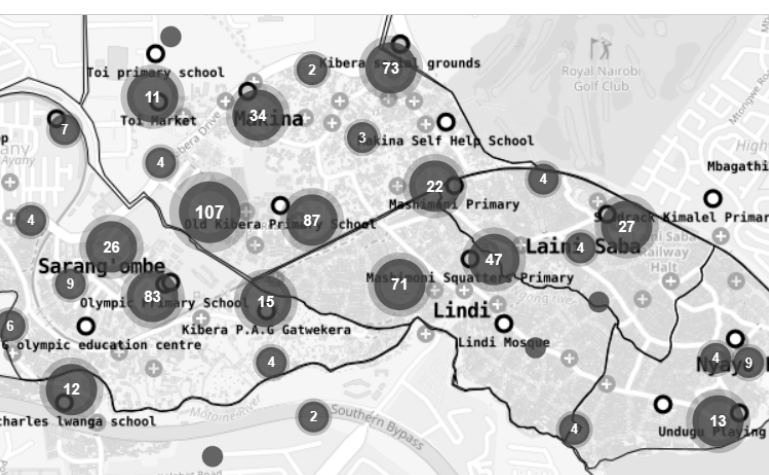 Toi primary school
2
Kibera
grounds
73
Royal Nairobi
Golf Club
11
Toi Market
34
Makina
7
3
Makina Self Help School
4
Mbagathi
22
Mashimoni Primary
4
107
87
Old Kibera Primary School
4
27
26
Laini Saba
4
Sarang'ombe
47
Mashimoni Squatters Primary
71
Halt
9
83
Olympic Primary School
15
Lindi
6
Kibera P.A.G Gatwekera
olympic education centre
Lindi Mosque
4
4
9
12
charles lwanga school
Motoine River
2
Southern Bypass
4
13
Undugu Playing